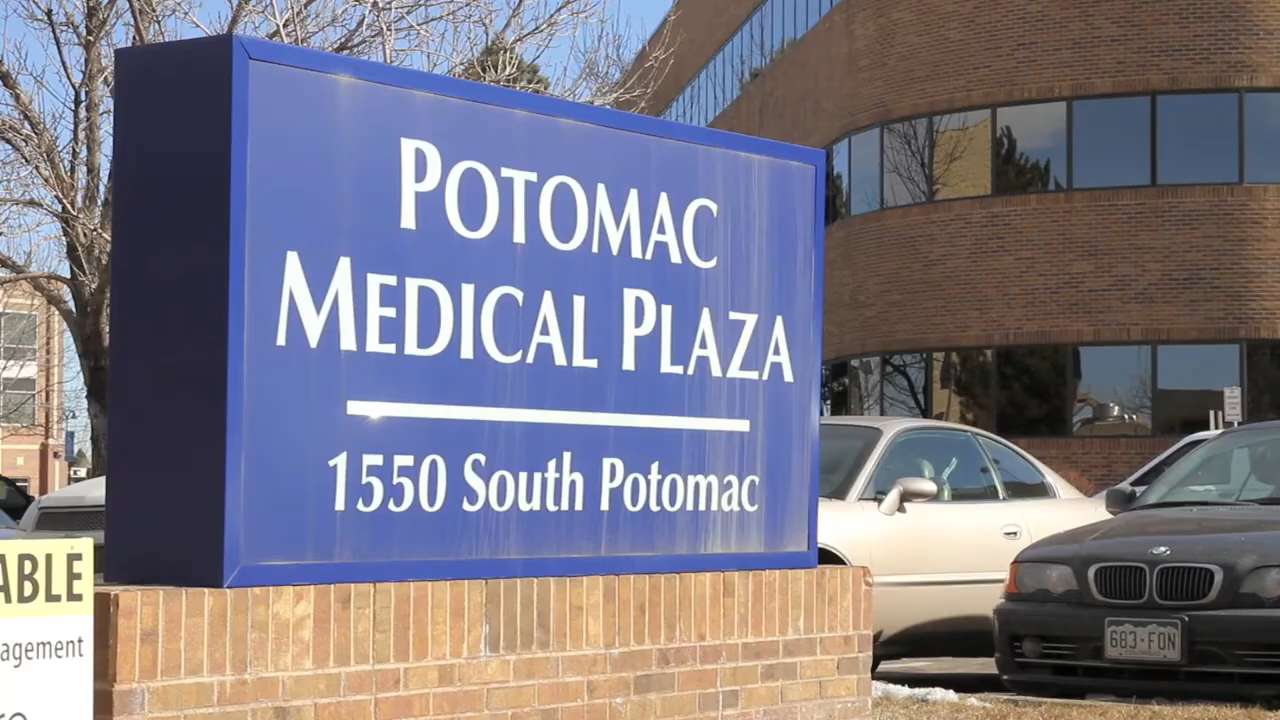 POTOMAC
MEDICAL PLAZA
1550 South Potomac
ABLE
agement
683-FON